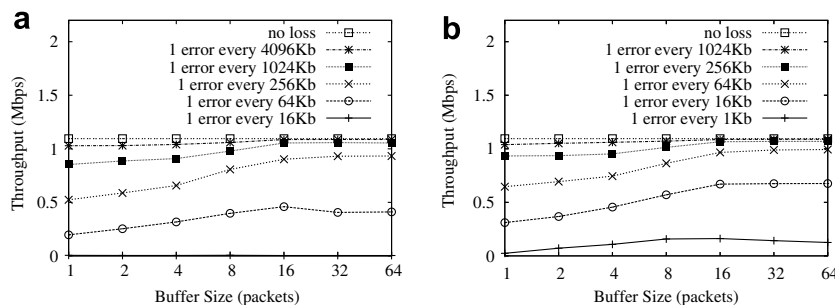 a
no loss
1 error every 4096Kb
1 error every 1024Kb
1 error every 256Kb
1 error every 64Kb
1 error every 16Kb
Throughput (Mbps)
2
1.5
1
0.5
0
1 2 4 8 16 32 64
Buffer Size (packets)
b
no loss
1 error every 1024Kb
1 error every 256Kb
1 error every 64Kb
1 error every 16Kb
1 error every 1Kb
Throughput (Mbps)
2
1.5
1
0.5
0
1 2 4 8 16 32 64
Buffer Size (packets)